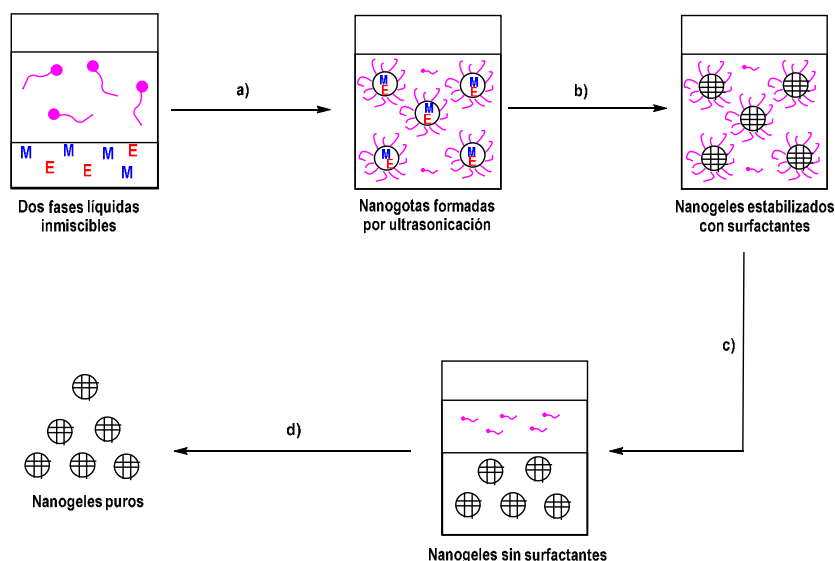 a)
b)
M M M E
E E M
M
E
M
E
M
E
M
E
M
E
Dos fases líquidas
inmiscibles
Nanogotas formadas
por ultrasonicación
Nanogeles estabilizados
con surfactantes
c)
d)
Nanogeles puros
Nanogeles sin surfactantes